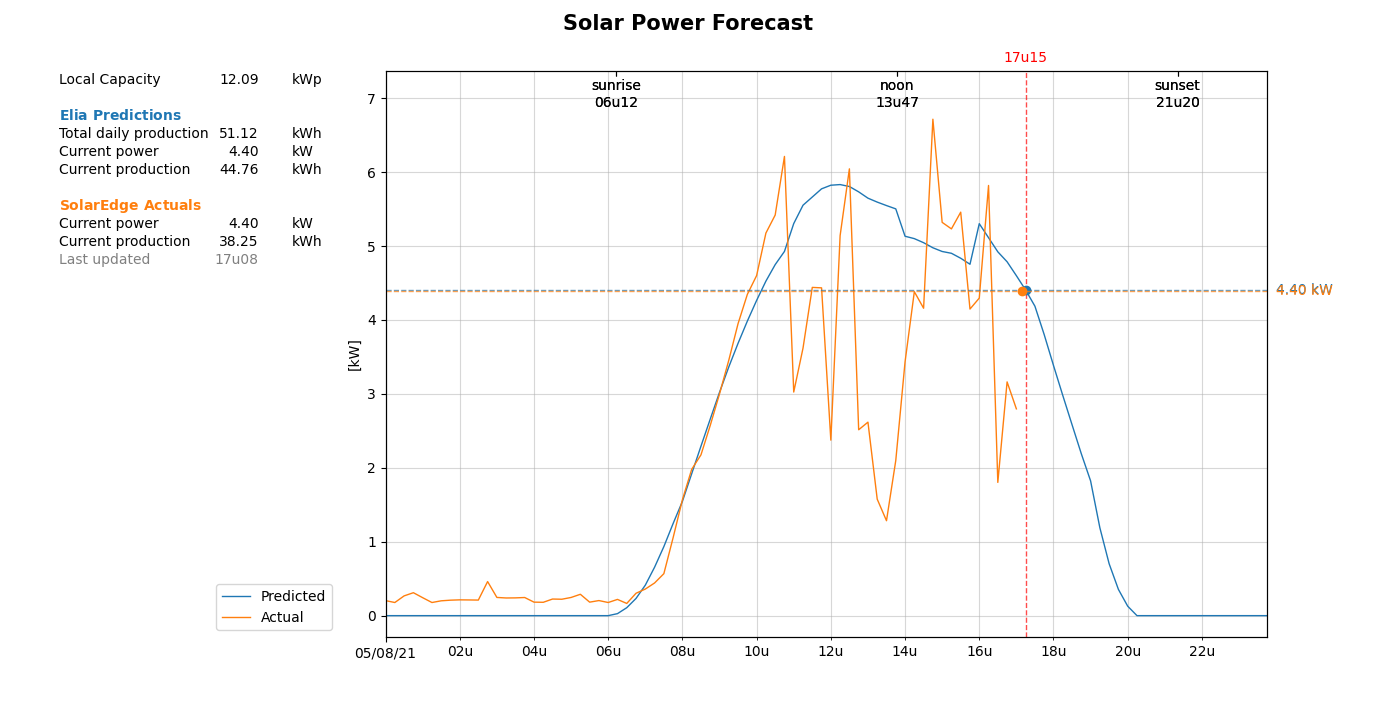 Solar Power Forecast
17u15
Local Capacity 12.09 kWp
Elia Predictions
Total daily production 51.12 kWh
Current power 4.40 kW
Current production 44.76 kWh
SolarEdge Actuals
Current power 4.40 kW
Current production 38.25 kWh
Last updated 17u08
sunrise
06u12
noon
13u47
sunset
21u20
7
6
5
4
3
2
1
0
[kW]
4.40 kW
4.40 kW
Predicted
Actual
05/08/21 02u 04u 06u 08u 10u 12u 14u 16u 18u 20u 22u